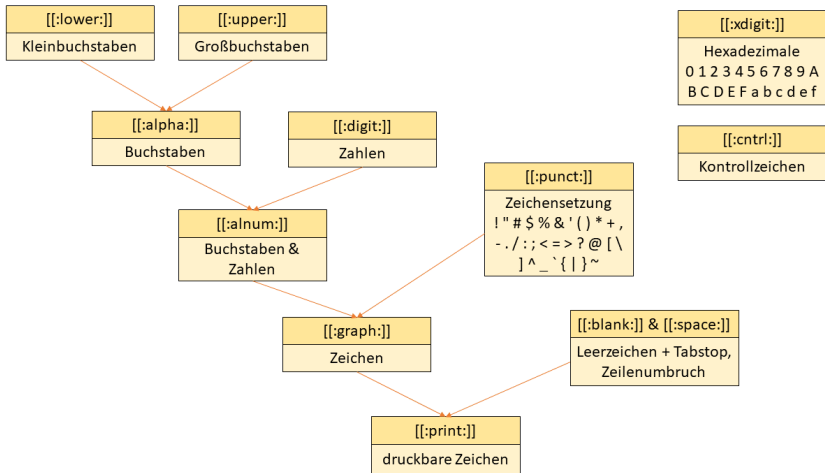 [[:lower:]]
Kleinbuchstaben
[[:upper:]]
Großbuchstaben
[[:xdigit:]]
Hexadezimale
0 1 2 3 4 5 6 7 8 9 A
B C D E F a b c d e f
[[:alpha:]]
Buchstaben
[[:digit:]]
Zahlen
[[:cntrl:]]
Kontrollzeichen
[[:punct:]]
Zeichensetzung
! " # $ % & ' ( ) * + ,
- . / : ; < = > ? @ [ \
] ^ _ ` { | } ~
[[:alnum:]]
Buchstaben &
Zahlen
[[:graph:]]
Zeichen
[[:blank:]] & [[:space:]]
Leerzeichen + Tabstop,
Zeilenumbruch
[[:print:]]
druckbare Zeichen